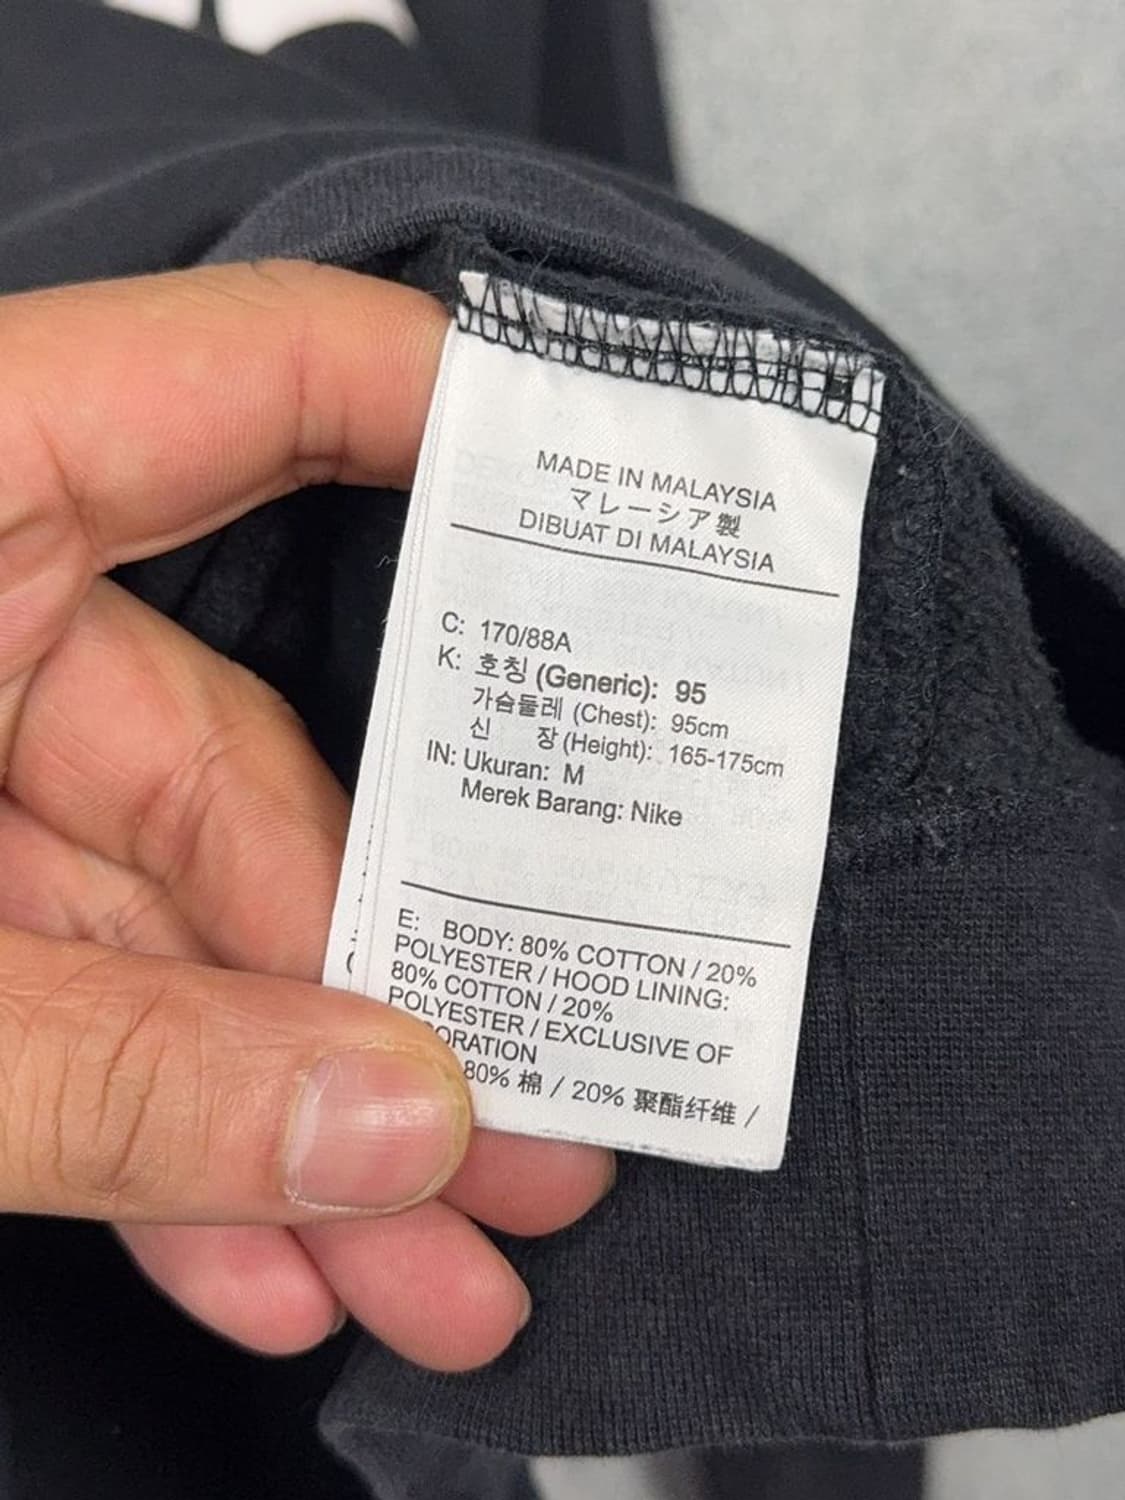 MADE IN MALAYSIA
マレーシア製
DIBUAT DI MALAYSIA
C: 170/88A
K: 호칭 (Generic): 95
가슴둘레 (Chest): 95cm
신 장 (Height): 165-175cm
IN: Ukuran: M
Merek Barang: Nike
E: BODY: 80% COTTON / 20%
POLYESTER / HOOD LINING:
80% COTTON / 20%
POLYESTER / EXCLUSIVE OF
80% 棉 / 20% 聚酯纤维 /